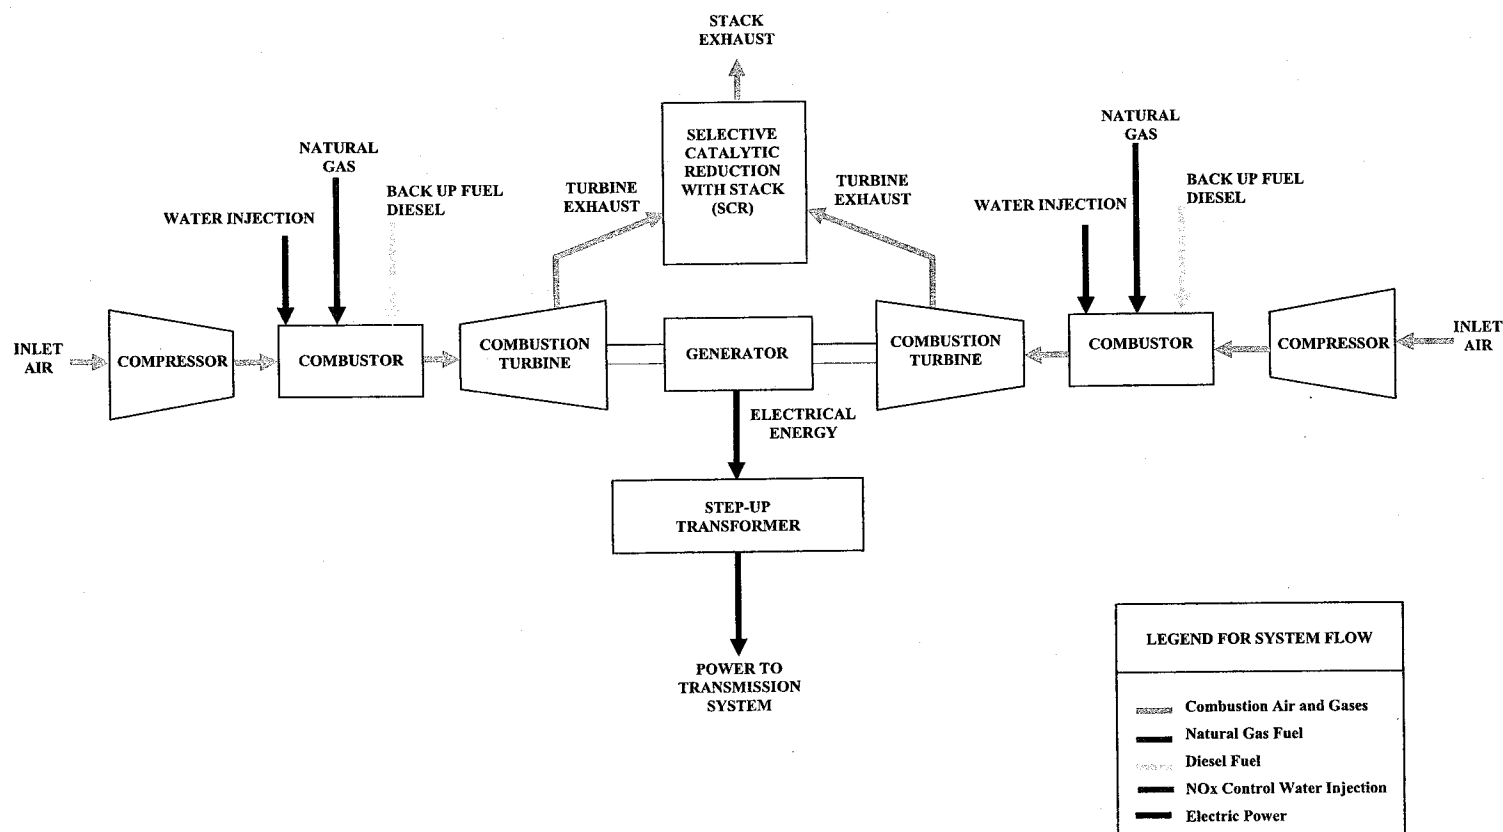 STACK
EXHAUST
SELECTIVE
CATALYTIC
REDUCTION
WITH STACK
(SCR)
NATURAL
GAS
BACK UP FUEL
DIESEL
WATER INJECTION
TURBINE
EXHAUST
TURBINE
EXHAUST
NATURAL
GAS
BACK UP FUEL
DIESEL
WATER INJECTION
INLET
AIR
COMPRESSOR
COMBUSTOR
COMBUSTION
TURBINE
GENERATOR
COMBUSTION
TURBINE
COMBUSTOR
COMPRESSOR
INLET
AIR
ELECTRICAL
ENERGY
STEP-UP
TRANSFORMER
POWER TO
TRANSMISSION
SYSTEM
LEGEND FOR SYSTEM FLOW
Combustion Air and Gases
Natural Gas Fuel
Diesel Fuel
NOx Control Water Injection
Electric Power